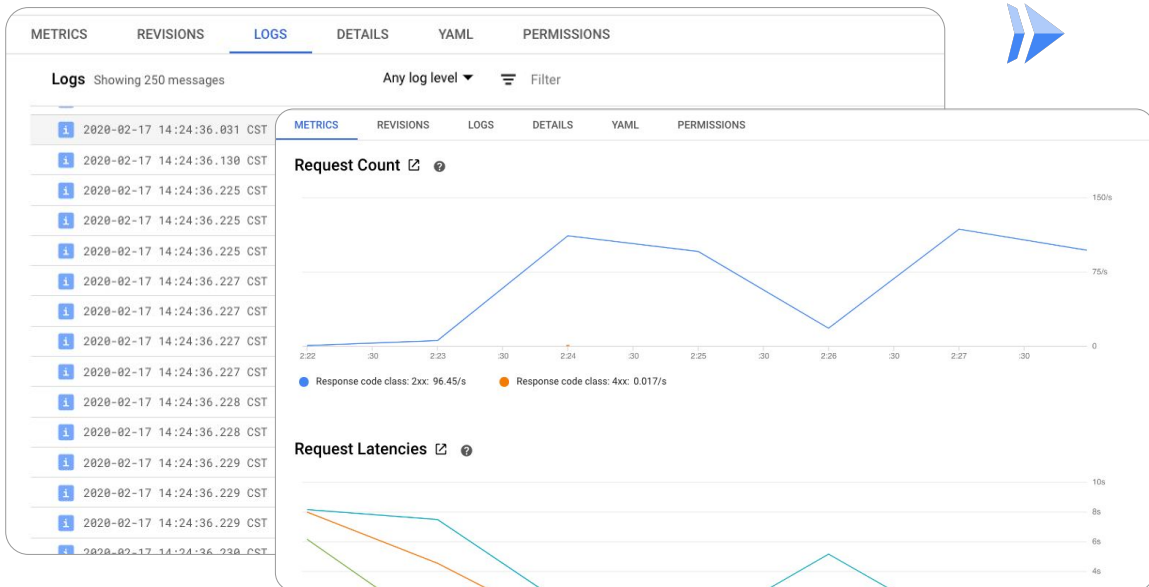 METRICS REVISIONS LOGS DETAILS YAML PERMISSIONS
Logs Showing 250 messages Any log level Filter
i 2020-02-17 14:24:36.031 CST
i 2020-02-17 14:24:36.130 CST
i 2020-02-17 14:24:36.225 CST
i 2020-02-17 14:24:36.225 CST
i 2020-02-17 14:24:36.225 CST
i 2020-02-17 14:24:36.227 CST
i 2020-02-17 14:24:36.227 CST
i 2020-02-17 14:24:36.227 CST
i 2020-02-17 14:24:36.227 CST
i 2020-02-17 14:24:36.228 CST
i 2020-02-17 14:24:36.228 CST
i 2020-02-17 14:24:36.229 CST
i 2020-02-17 14:24:36.229 CST
i 2020-02-17 14:24:36.229 CST
i 2020-02-17 14:24:36.230 CST
METRICS REVISIONS LOGS DETAILS YAML PERMISSIONS
Request Count ?
150/s
75/s
0
2:22 :30 2:23 :30 2:24 :30 2:25 :30 2:26 :30 2:27 :30
Response code class: 2xx: 96.45/s Response code class: 4xx: 0.017/s
Request Latencies ?
10s
8s
6s
4s